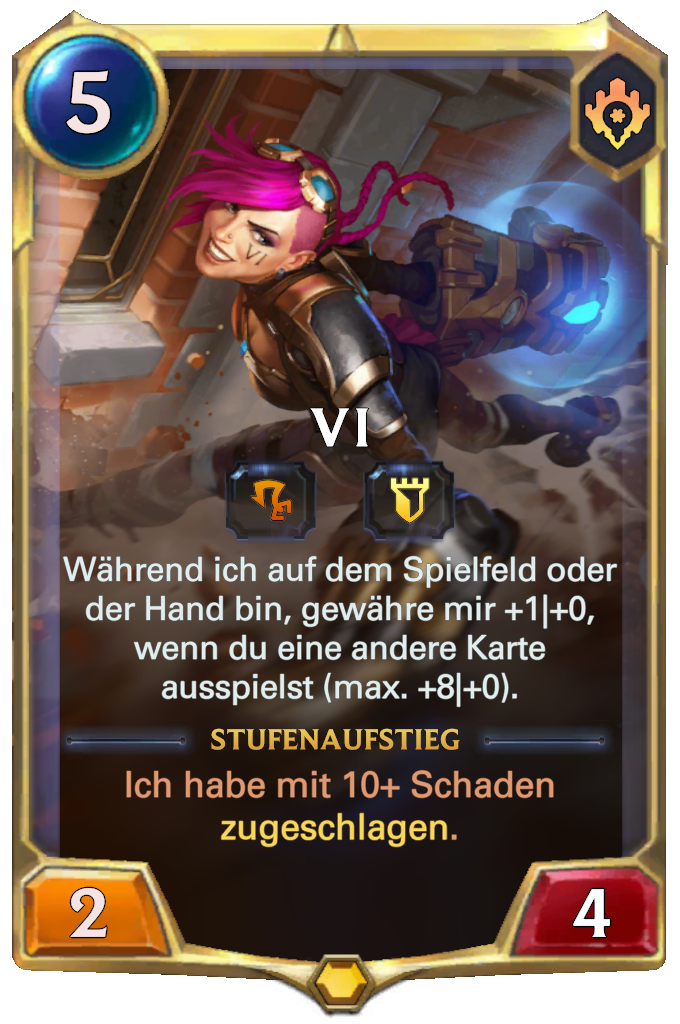 5
VI
VI
Während ich auf dem Spielfeld oder
der Hand bin, gewähre mir +1|+0,
wenn du eine andere Karte
ausspielst (max. +8|+0).
STUFENAUFSTIEG
Ich habe mit 10+ Schaden
zugeschlagen.
2
4